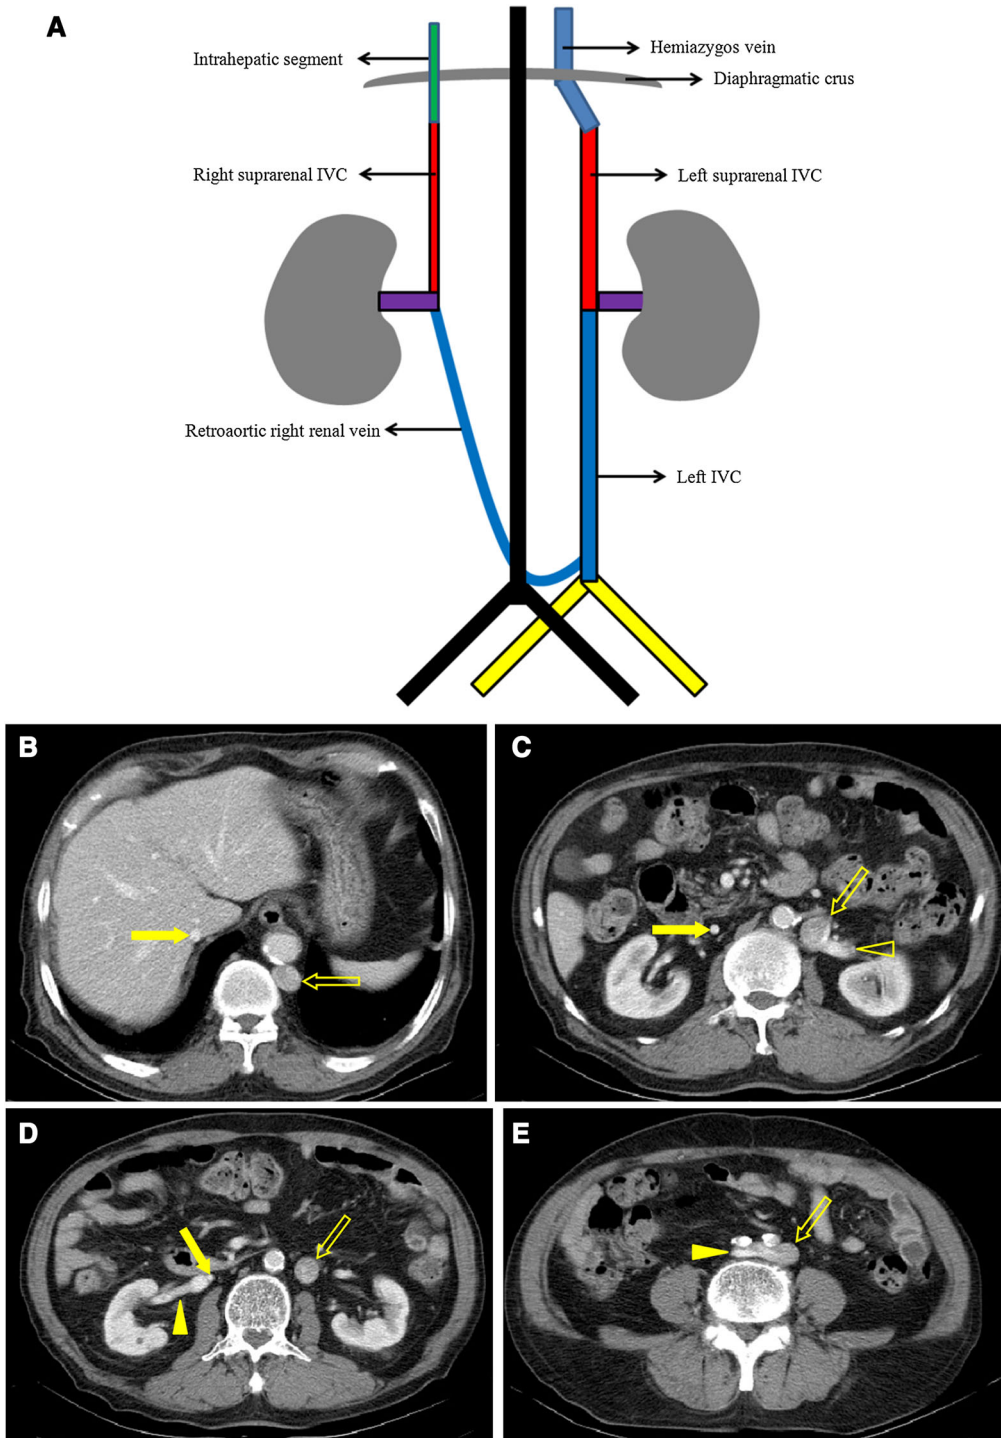 A
Intrahepatic segment
Hemiazygos vein
Diaphragmatic crus
Right suprarenal IVC
Left suprarenal IVC
Retroaortic right renal vein
Left IVC
B
C
D
E